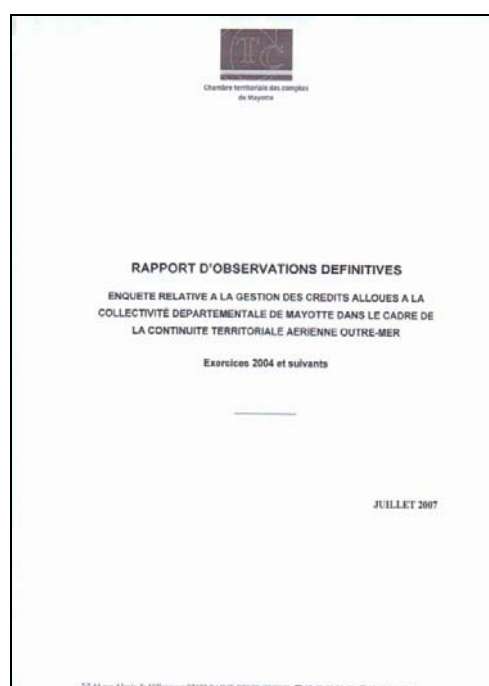 TC
Chambre territoriale des comptes
de Mayotte
RAPPORT D'OBSERVATIONS DEFINITIVES
ENQUETE RELATIVE A LA GESTION DES CREDITS ALLOUES A LA
COLLECTIVITÉ DEPARTEMENTALE DE MAYOTTE DANS LE CADRE DE
LA CONTINUITE TERRITORIALE AERIENNE OUTRE-MER
Exercices 2004 et suivants
JUILLET 2007